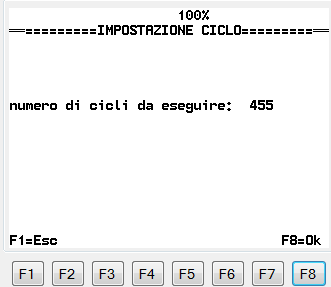 100%
===========IMPOSTAZIONE CICLO===========
numero di cicli da eseguire: 455
F1=Esc F8=Ok
F1 F2 F3 F4 F5 F6 F7 F8